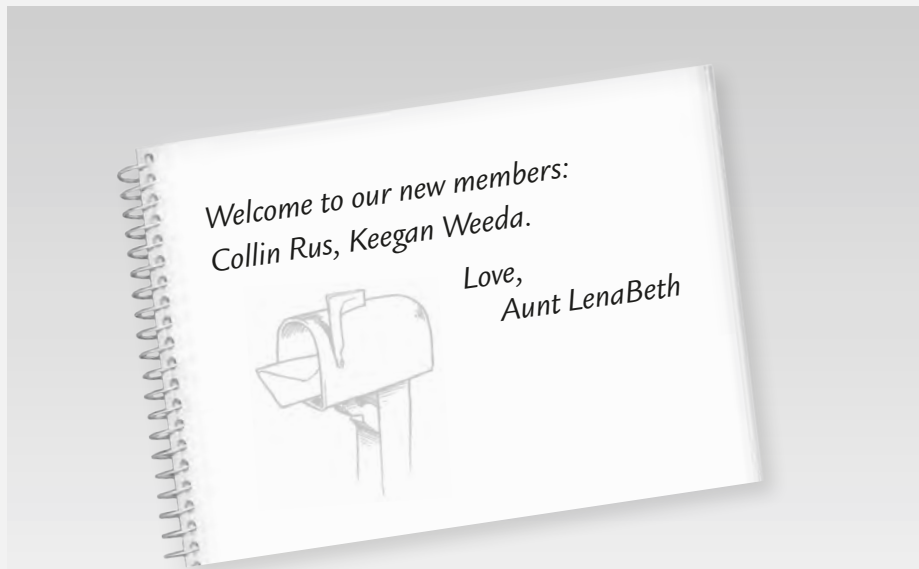 Welcome to our new members:
Collin Rus, Keegan Weeda.
Love,
Aunt LenaBeth